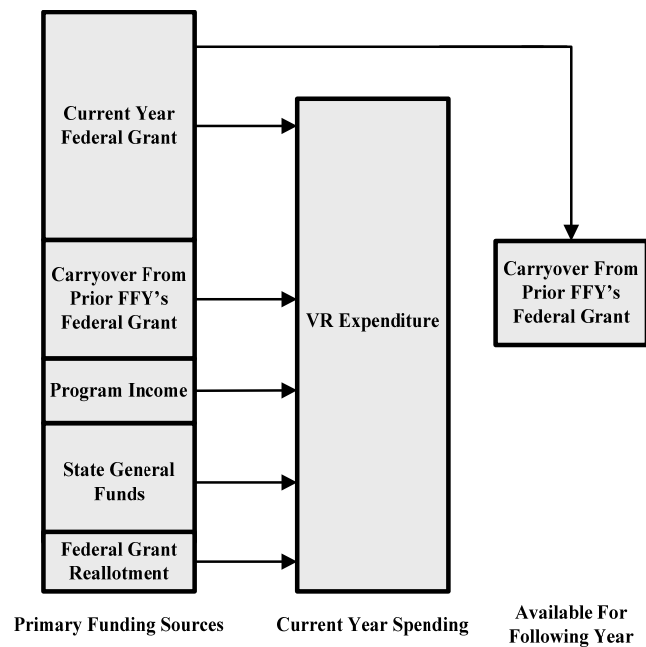 Current Year
Federal Grant
Carryover From
Prior FFY's
Federal Grant
Program Income
State General
Funds
Federal Grant
Reallotment
Primary Funding Sources
VR Expenditure
Current Year Spending
Carryover From
Prior FFY's
Federal Grant
Available For
Following Year